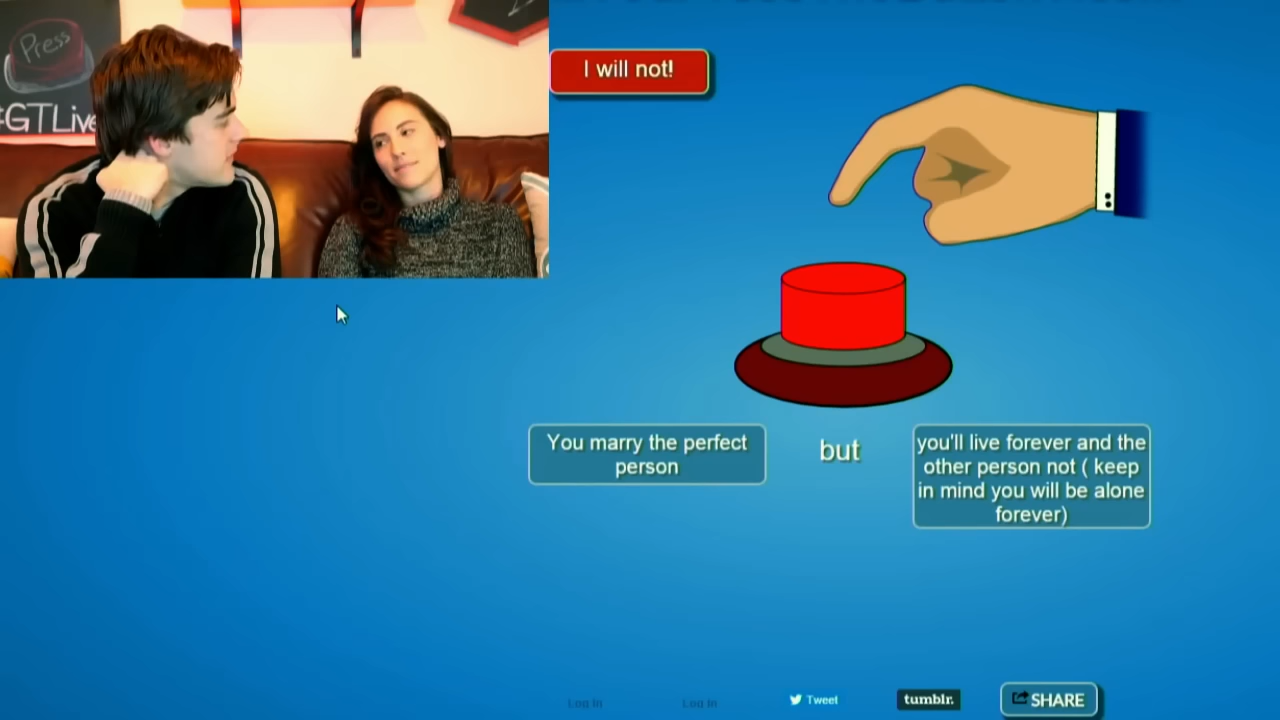 Press
#GTLive
I will not!
You marry the perfect
person
but
you'll live forever and the
other person not ( keep
in mind you will be alone
forever)
Log In
Log In
Tweet
tumblr.
SHARE